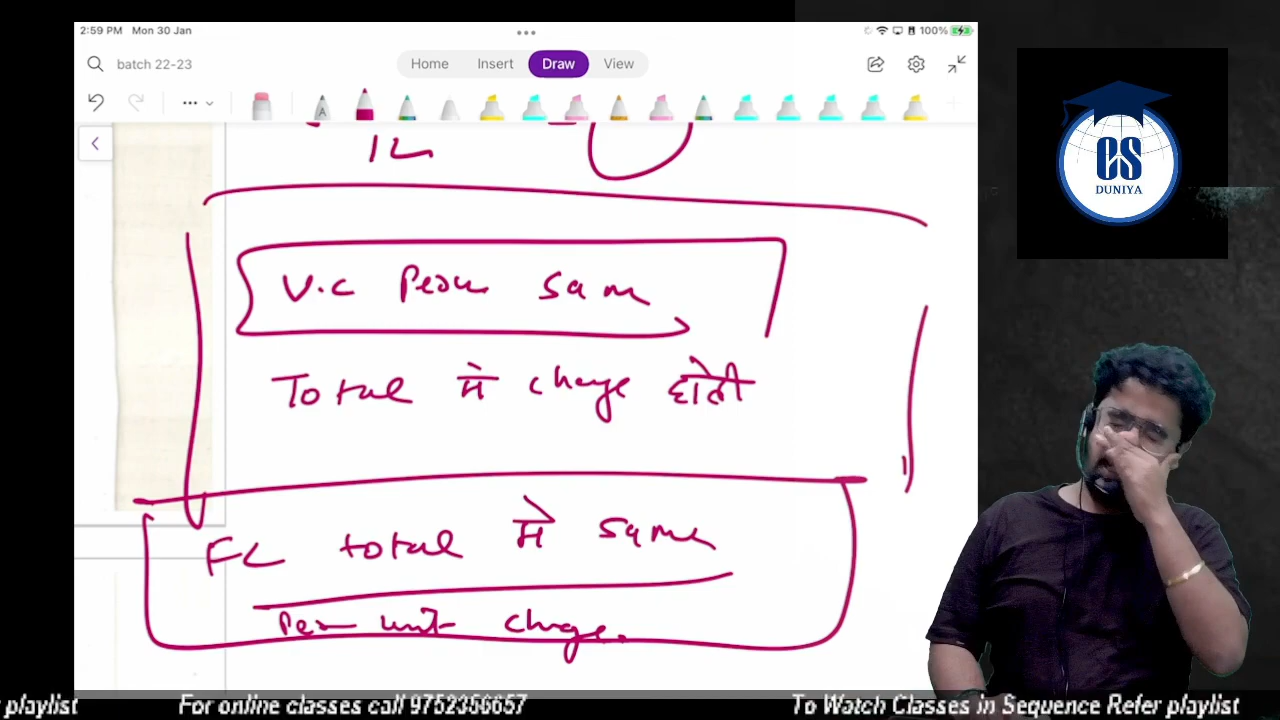 2:59 PM Mon 30 Jan
100%
batch 22-23
Home Insert Draw View
12
V.C Per u Same
Total में change होती
FC total में same
Per unit change.
CS
DUNIYA
playlist For online classes call 9752356657 To Watch Classes in Sequence Refer playlist